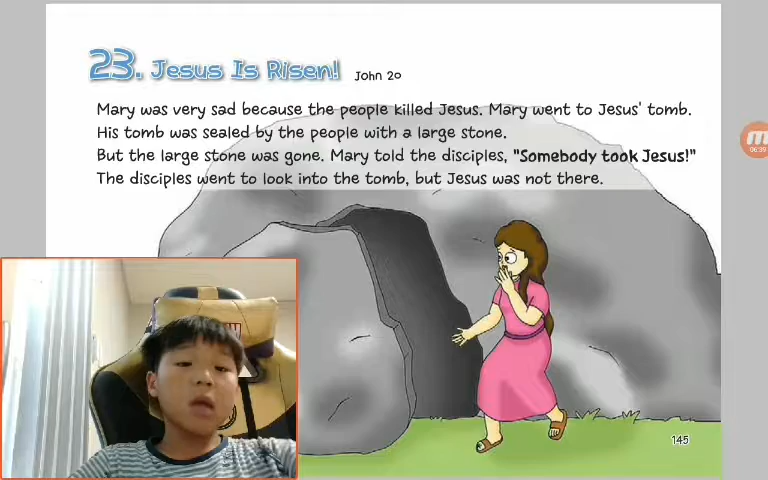 23. Jesus Is Risen! John 20
Mary was very sad because the people killed Jesus. Mary went to Jesus' tomb.
His tomb was sealed by the people with a large stone.
But the large stone was gone. Mary told the disciples, "Somebody took Jesus!"
The disciples went to look into the tomb, but Jesus was not there.
145